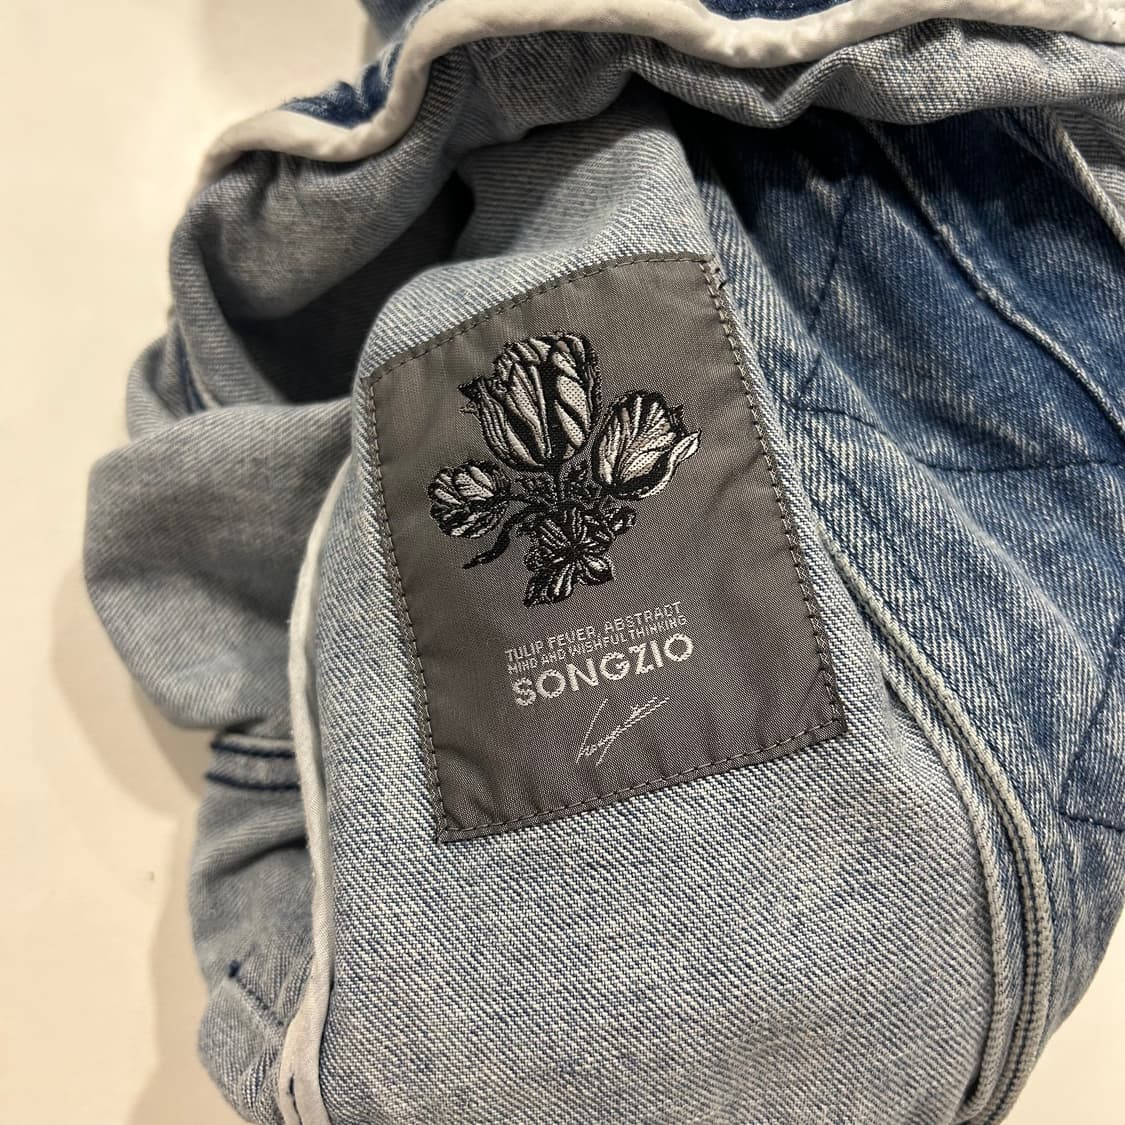 TULIP FEVER, ABSTRACT
MIND AND WISHFUL THINKING
SONGZIO